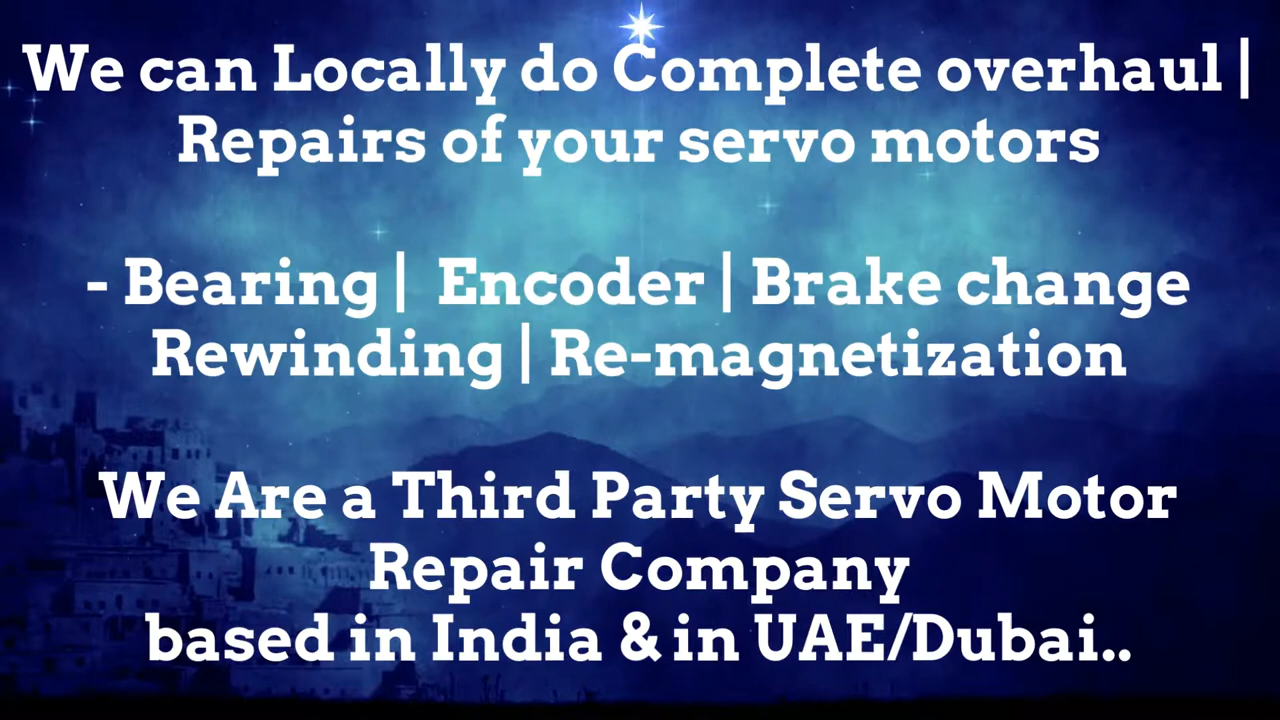 We can Locally do Complete overhaul |
Repairs of your servo motors
- Bearing | Encoder | Brake change
Rewinding | Re-magnetization
We Are a Third Party Servo Motor
Repair Company
based in India & in UAE/Dubai..